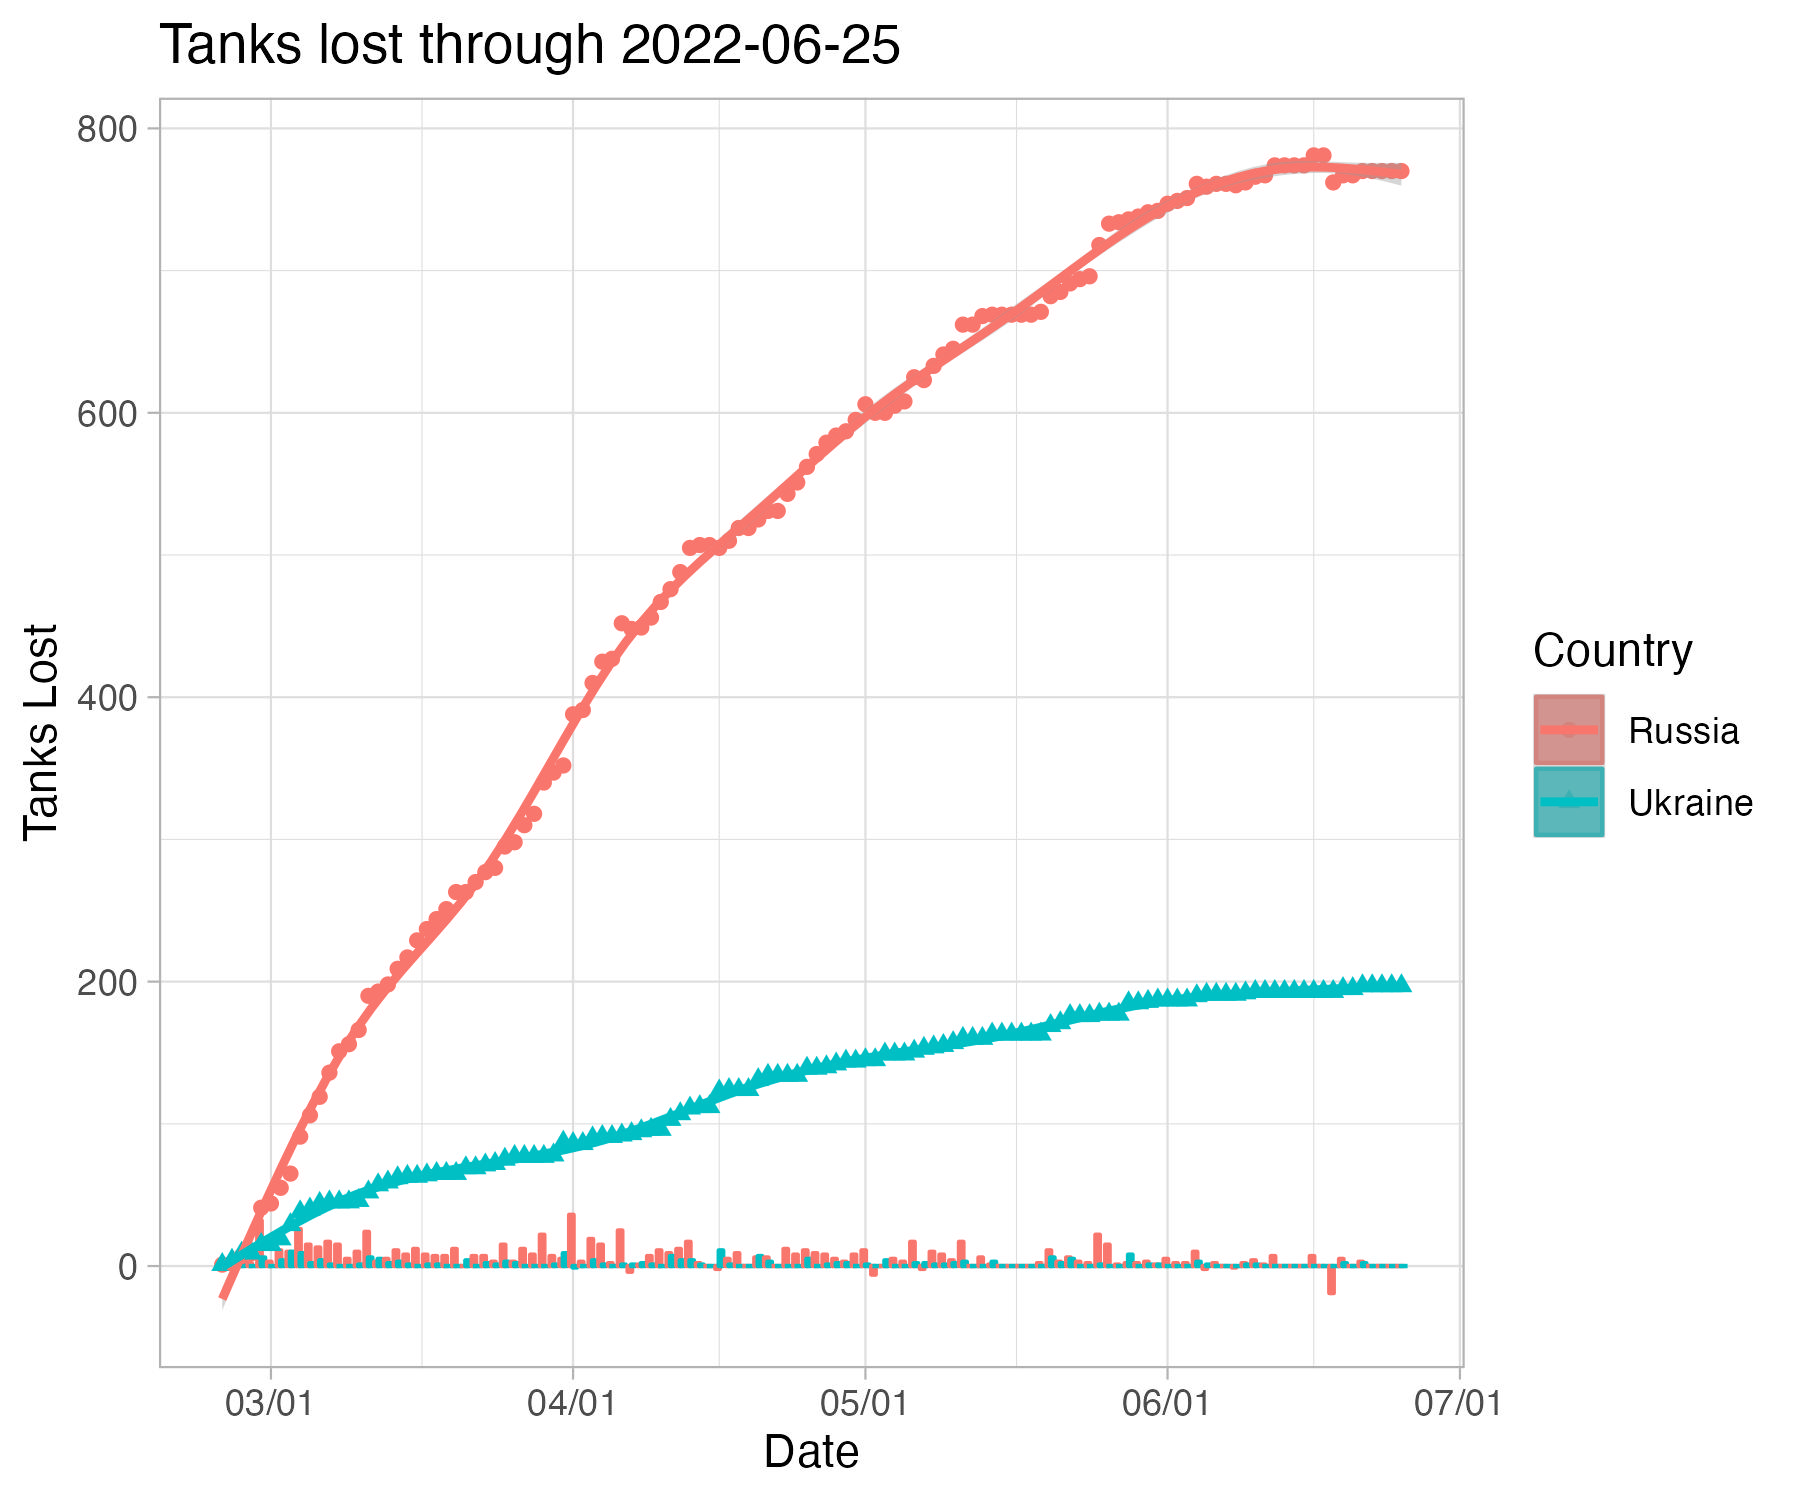 Tanks lost through 2022-06-25
Tanks Lost
800
600
400
200
0
03/01 04/01 05/01 06/01 07/01
Date
Country
Russia
Ukraine